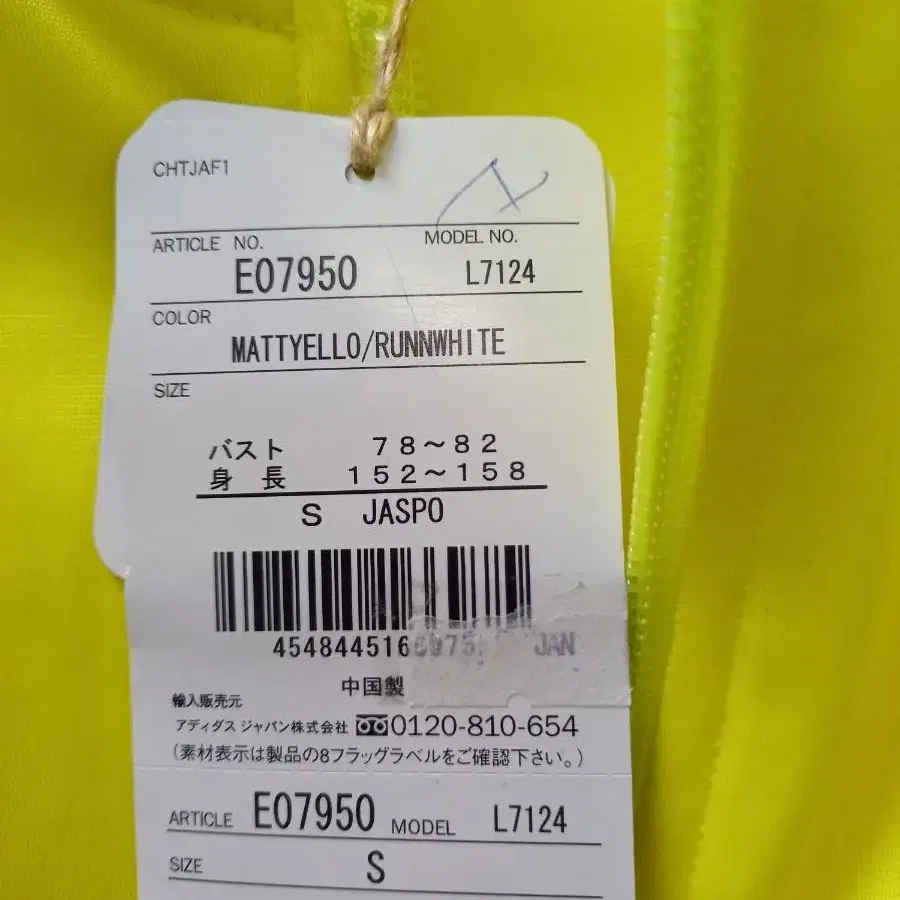 CHTJAF1
ARTICLE NO. MODEL NO.
E07950 L7124
COLOR
MATTYELLO/RUNNWHITE
SIZE
バスト 78~82
身長 152~158
S JASPO
454844516 JAN
中国製
輸入販売元
アディダス ジャパン株式会社 0120-810-654
(素材表示は製品の8フラッグラベルをご確認下さい。)
ARTICLE E07950 MODEL L7124
SIZE S